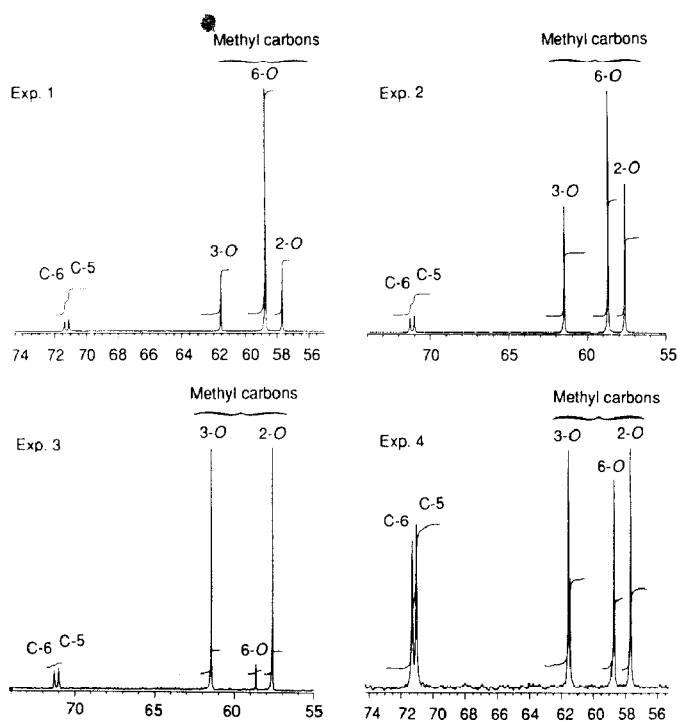 Methyl carbons
6-O
Exp. 1
3-O
2-O
C-6 C-5
74 72 70 68 66 64 62 60 58 56 55
Methyl carbons
6-O
Exp. 2
2-O
3-O
C-6 C-5
70 65 60 55
Methyl carbons
3-O 2-O
Exp. 3
6-O
C-6 C-5
70 65 60 55
Methyl carbons
3-O 2-O
Exp. 4
6-O
C-5
C-6
74 72 70 68 66 64 62 60 58 56